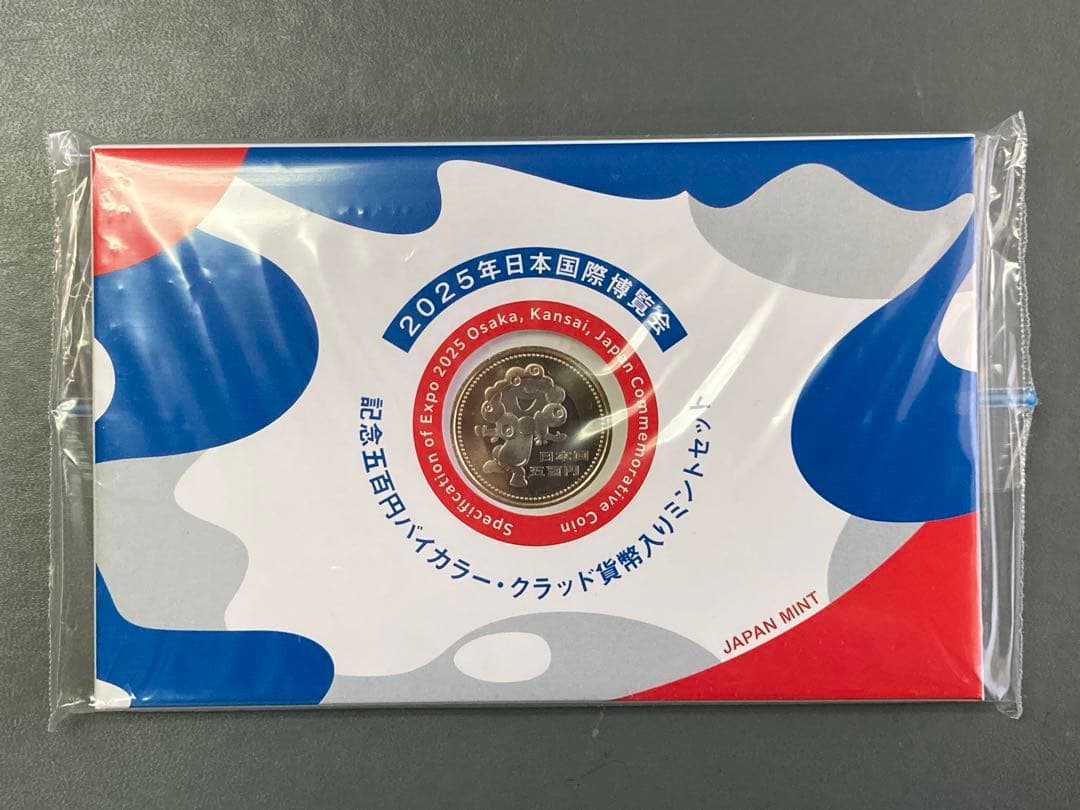 2025年日本国際博覧会
Specification of Expo 2025 Osaka, Kansai, Japan Commemorative Coin
日本国
五百円
記念五百円バイカラー・クラッド貨幣入りミントセット
JAPAN MINT